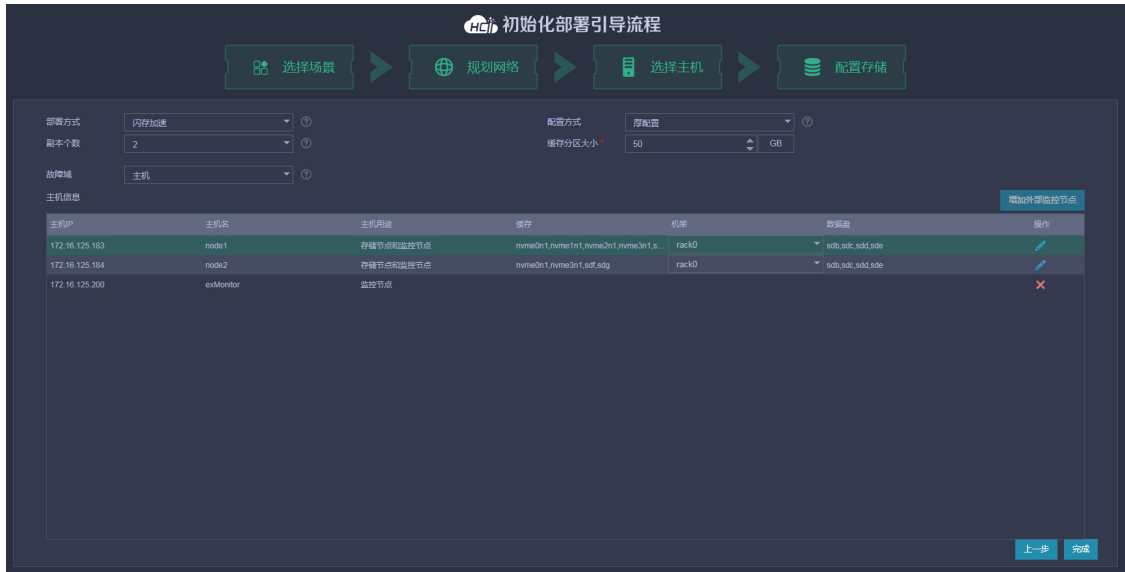 HCI 初始化部署引导流程
选择场景 规划网络 选择主机 配置存储
部署方式 闪存加速 配置方式 厚配置
副本个数 2 缓存分区大小* 50 GB
故障域 主机
主机信息 增加外部监控节点
主机IP 主机名 主机用途 缓存 机架 数据盘 操作
172.16.125.183 node1 存储节点和监控节点 nvme0n1,nvme1n1,nvme2n1,nvme3n1,s... rack0 sdb,sdc,sdd,sde
172.16.125.184 node2 存储节点和监控节点 nvme0n1,nvme3n1,sdf,sdg rack0 sdb,sdc,sdd,sde
172.16.125.200 exMonitor 监控节点
上一步 完成